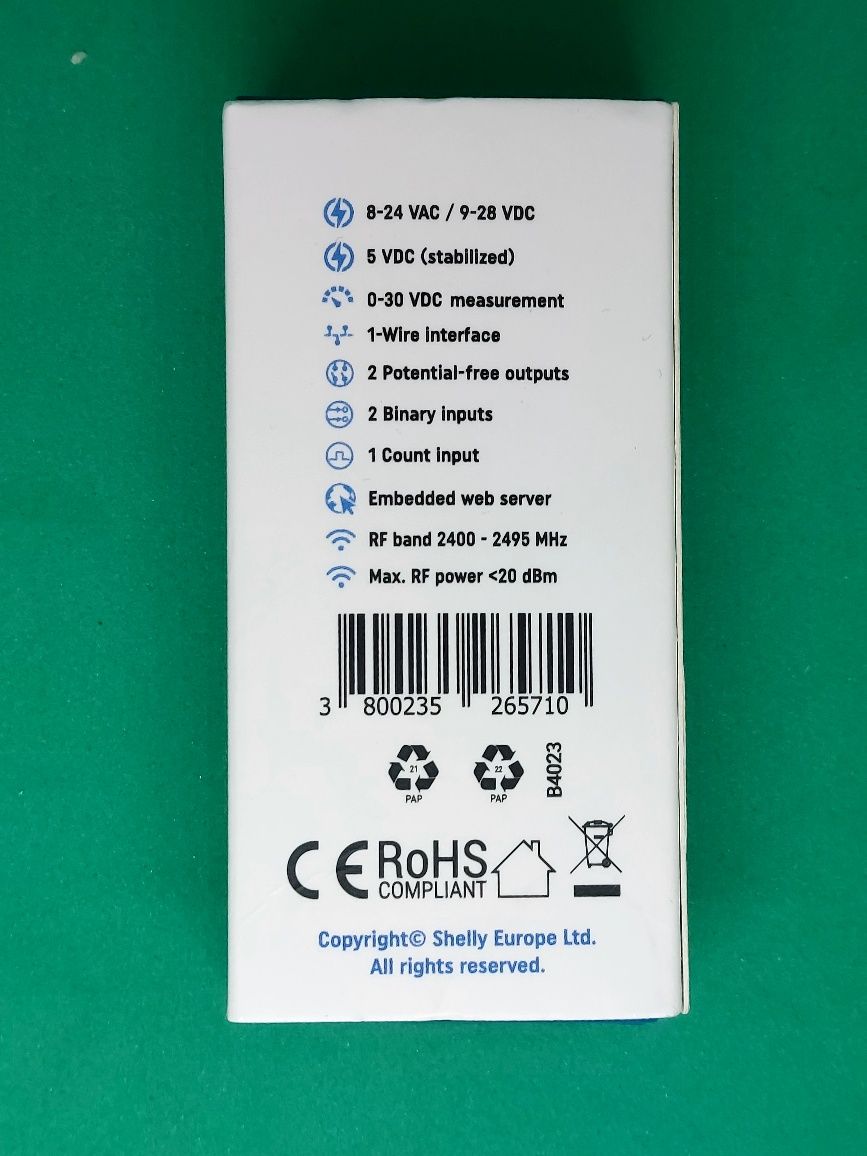 8-24 VAC / 9-28 VDC
5 VDC (stabilized)
0-30 VDC measurement
1-Wire interface
2 Potential-free outputs
2 Binary inputs
1 Count input
Embedded web server
RF band 2400 - 2495 MHz
Max. RF power <20 dBm
3 800235 265710
21 22
PAP PAP
B4023
CE RoHS
COMPLIANT
Copyright© Shelly Europe Ltd.
All rights reserved.